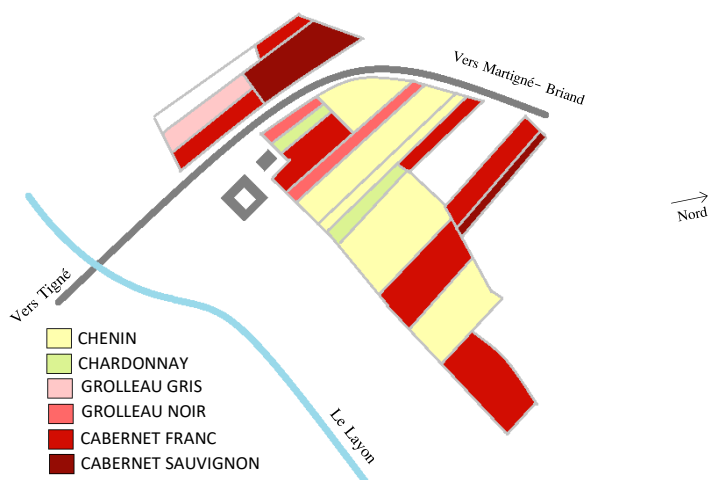 Vers Martigné- Briand
Nord
Vers Tigné
CHENIN
CHARDONNAY
GROLLEAU GRIS
GROLLEAU NOIR
CABERNET FRANC
CABERNET SAUVIGNON
Le Layon